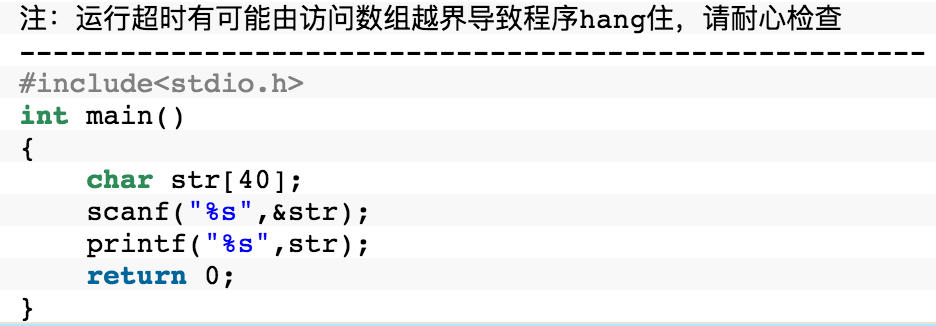 注：运行超时有可能由访问数组越界导致程序hang住，请耐心检查
-------------------------------------------------------
#include<stdio.h>
int main()
{
    char str[40];
    scanf("%s",&str);
    printf("%s",str);
    return 0;
}